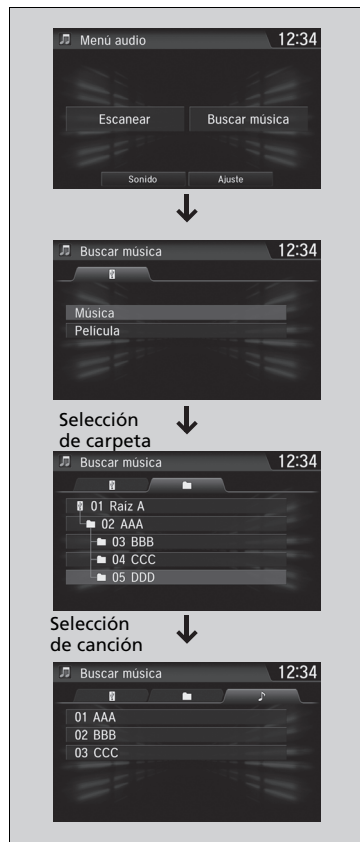 Menú audio 12:34
Escanear Buscar música
Sonido Ajuste
Buscar música 12:34
Música
Película
Selección
de carpeta
Buscar música 12:34
01 Raíz A
02 AAA
03 BBB
04 CCC
05 DDD
Selección
de canción
Buscar música 12:34
01 AAA
02 BBB
03 CCC